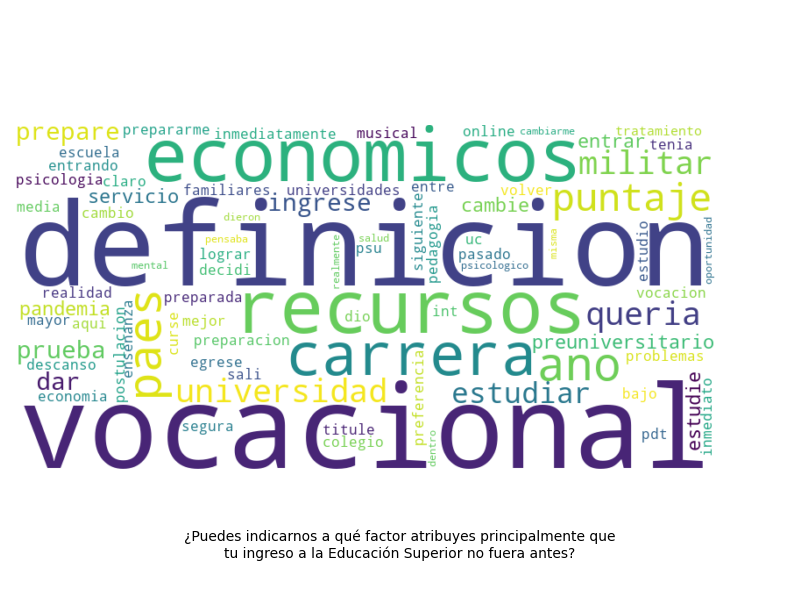 prepare prepararme inmediatamente musical online cambiarme tratamiento
escuela economicos entrar tenia
entrando militar
psicologia claro servicio familiares universidades entre volver puntaje
media cambio ingrese cambie
dieron siguiente pedagogia uc estudio oportunidad
definicion
pensaba realmente salud psu pasado misma
mental lograr decidi psicologico
realidad preparada recursos vocacion
pandemia enseñanza paes queria
mayor aqui postulacion curse mejor dio int
prueba preparacion carrera preuniversitario
descanso egrese ano problemas
dar sali preferencia
economia universidad estudiar bajo estudie inmediato
vocacional
segura titule pdt
colegio dentro
¿Puedes indicarnos a qué factor atribuyes principalmente que
tu ingreso a la Educación Superior no fuera antes?